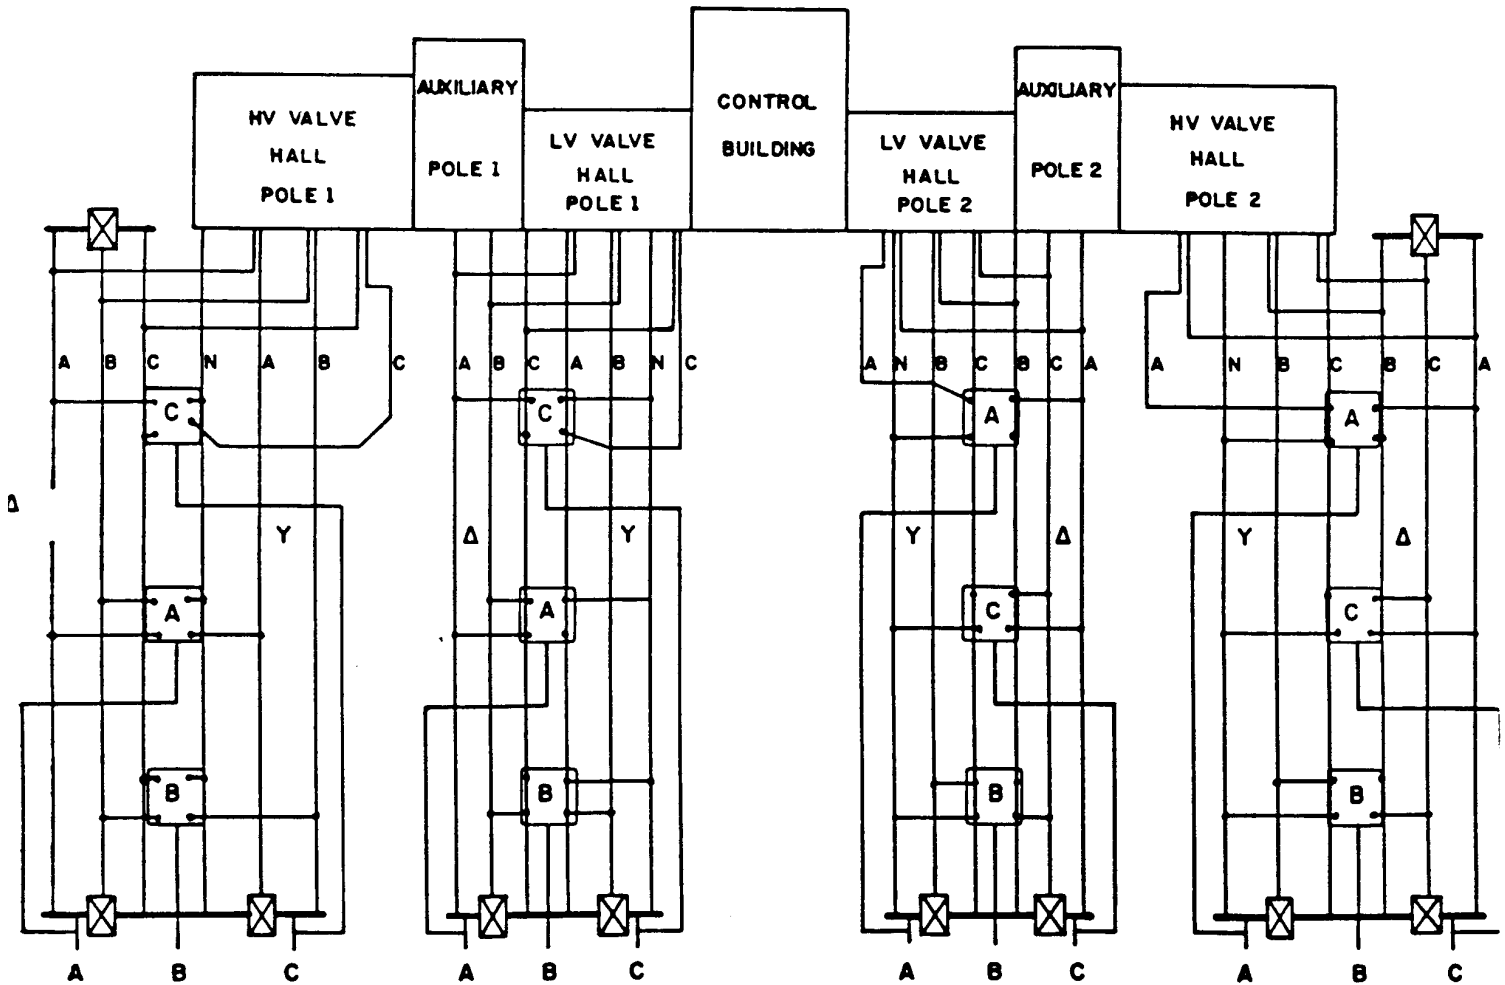 HV VALVE
HALL
POLE 1
AUXILIARY
POLE 1
LV VALVE
HALL
POLE 1
CONTROL
BUILDING
LV VALVE
HALL
POLE 2
AUXILIARY
POLE 2
HV VALVE
HALL
POLE 2
A B C N A B C
A B C A B N C
A N B C B C A
A N B C B C A
C
C
A
A
Δ
Y
Δ
Y
Y
Δ
Y
Δ
A
A
C
C
B
B
B
B
A B C
A B C
A B C
A B C